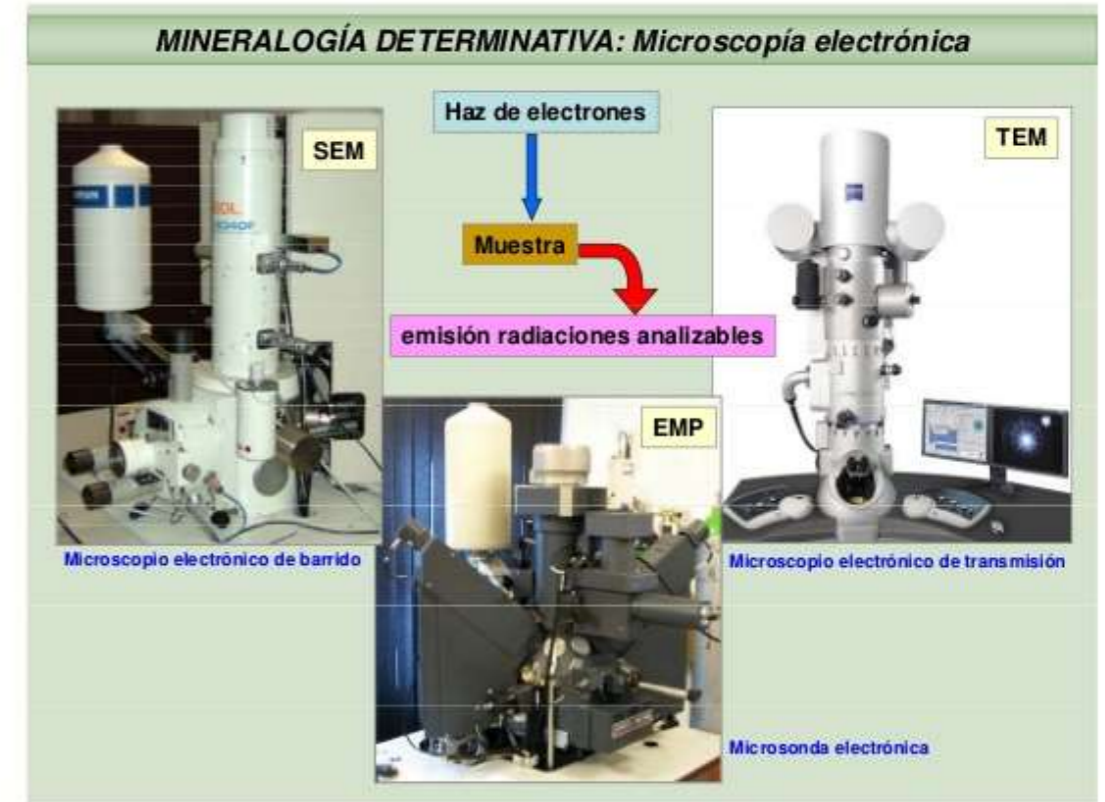 MINERALOGÍA DETERMINATIVA: Microscopía electrónica
Haz de electrones
SEM
TEM
Muestra
emisión radiaciones analizables
EMP
Microscopio electrónico de barrido
Microscopio electrónico de transmisión
Microsonda electrónica